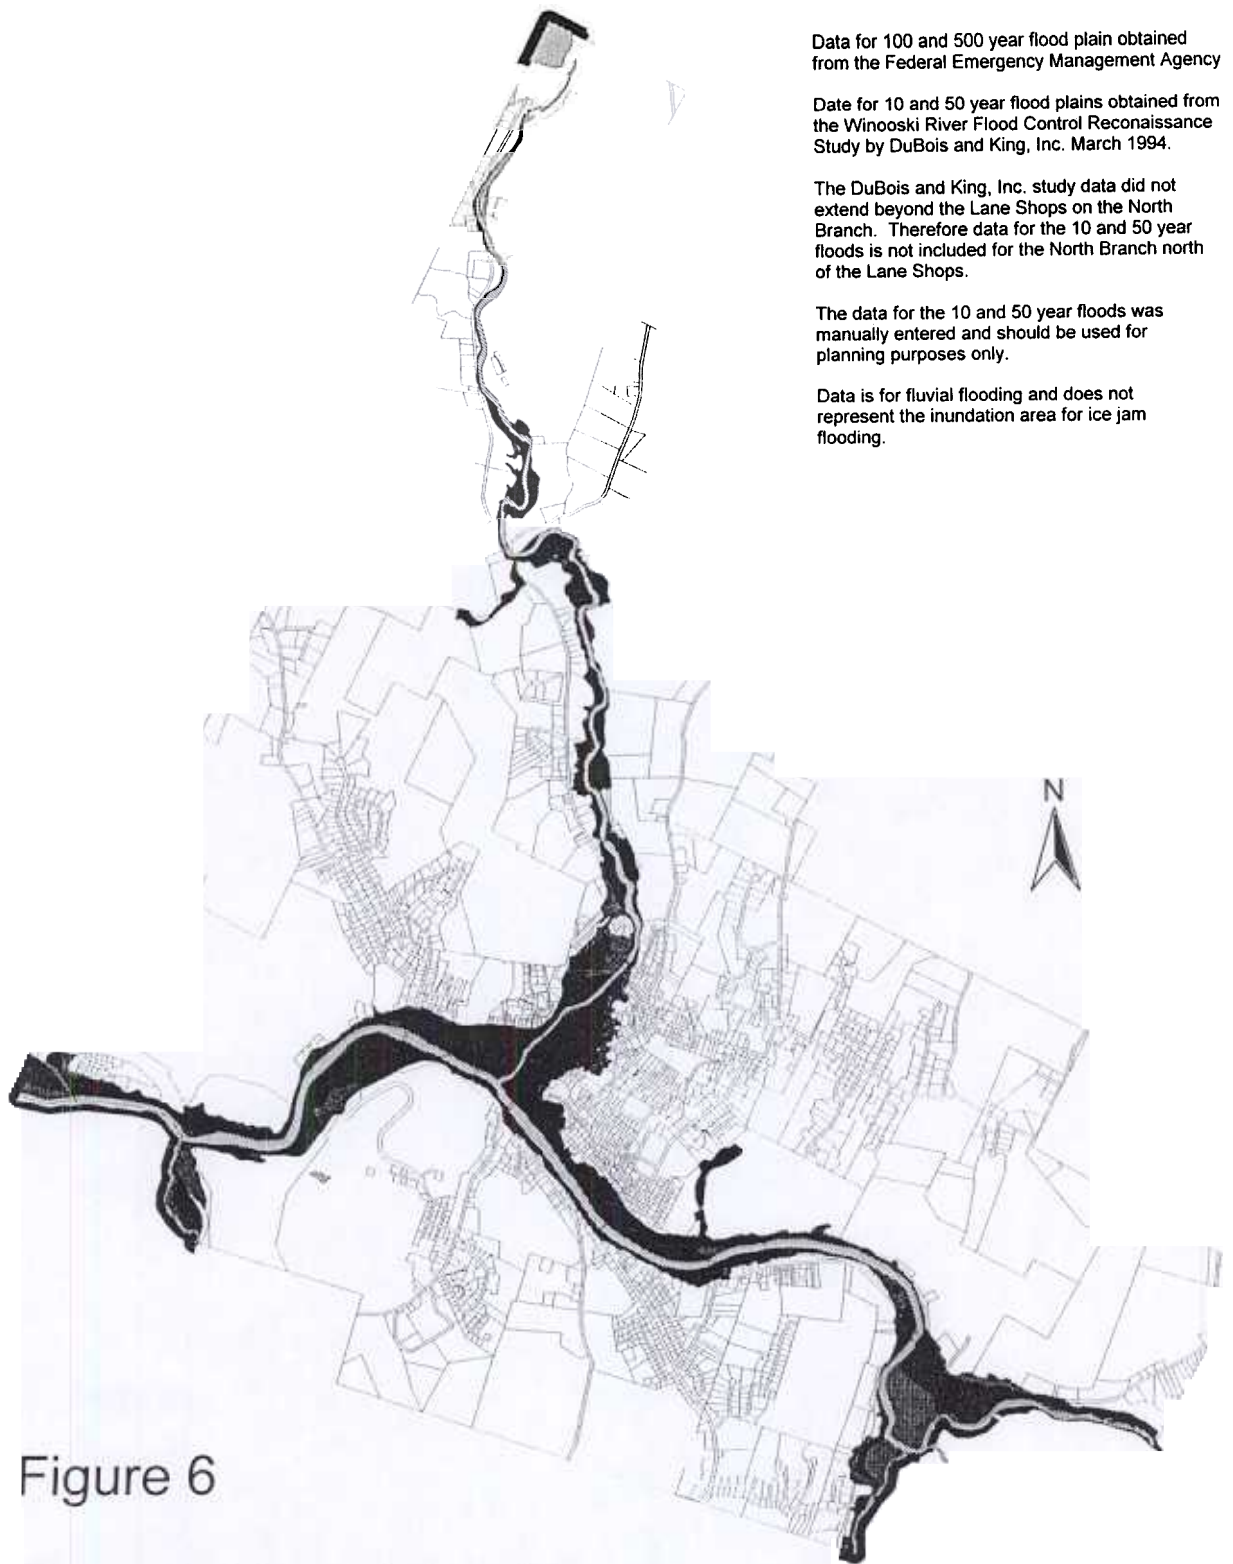 Data for 100 and 500 year flood plain obtained
from the Federal Emergency Management Agency
Date for 10 and 50 year flood plains obtained from
the Winooski River Flood Control Reconaissance
Study by DuBois and King, Inc. March 1994.
The DuBois and King, Inc. study data did not
extend beyond the Lane Shops on the North
Branch.  Therefore data for the 10 and 50 year
floods is not included for the North Branch north
of the Lane Shops.
The data for the 10 and 50 year floods was
manually entered and should be used for
planning purposes only.
Data is for fluvial flooding and does not
represent the inundation area for ice jam
flooding.
N
Figure 6